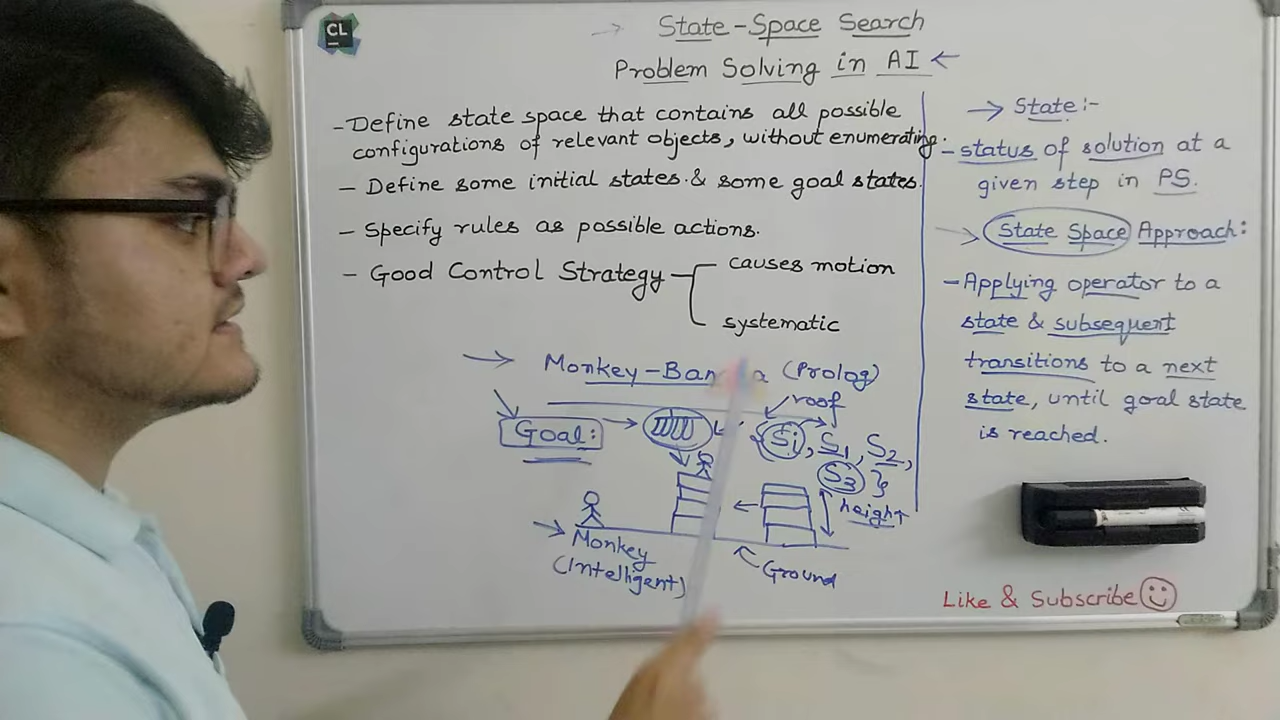 CL
State-Space Search
Problem Solving in AI
- Define state space that contains all possible
configurations of relevant objects, without enumerating.
- Define some initial states. & some goal states.
- Specify rules as possible actions.
- Good Control Strategy
causes motion
systematic
Monkey-Banana (Prolog)
roof
Goal:
Si, S1, S2,
S3 }
height
Monkey
(Intelligent)
Ground
State:-
- status of solution at a
given step in PS.
State Space Approach:
- Applying operator to a
state & subsequent
transitions to a next
state, until goal state
is reached.
Like & Subscribe